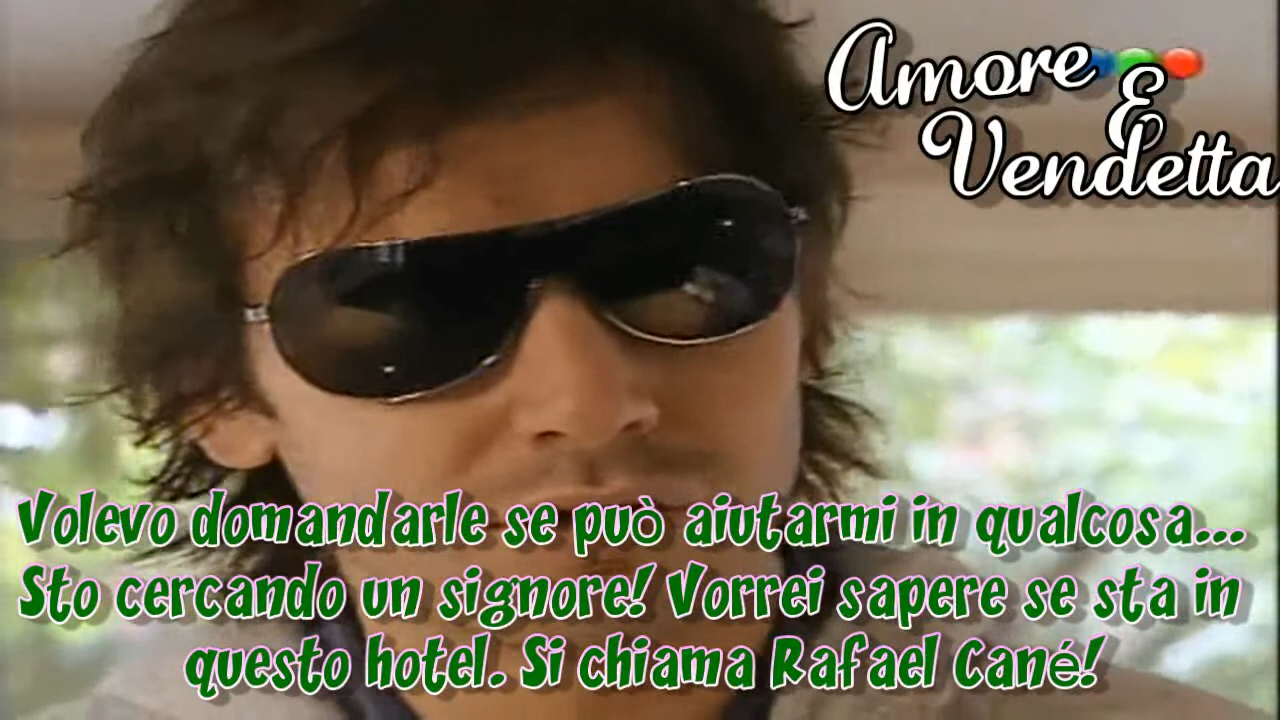 Amore
&
Vendetta
Volevo domandarle se può aiutarmi in qualcosa...
Sto cercando un signore! Vorrei sapere se sta in
questo hotel. Si chiama Rafael Cané!